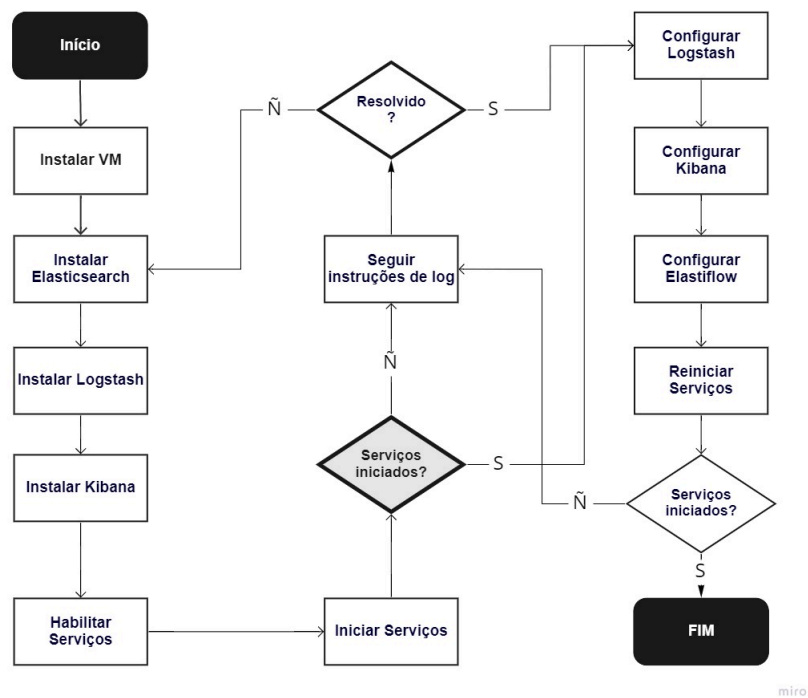 Início
Instalar VM
Instalar
Elasticsearch
Instalar Logstash
Instalar Kibana
Habilitar
Serviços
Iniciar Serviços
Serviços
iniciados?
Ñ
S
Seguir
instruções de log
Resolvido
?
Ñ
S
Configurar
Logstash
Configurar
Kibana
Configurar
Elastiflow
Reiniciar
Serviços
Serviços
iniciados?
Ñ
S
FIM
miro